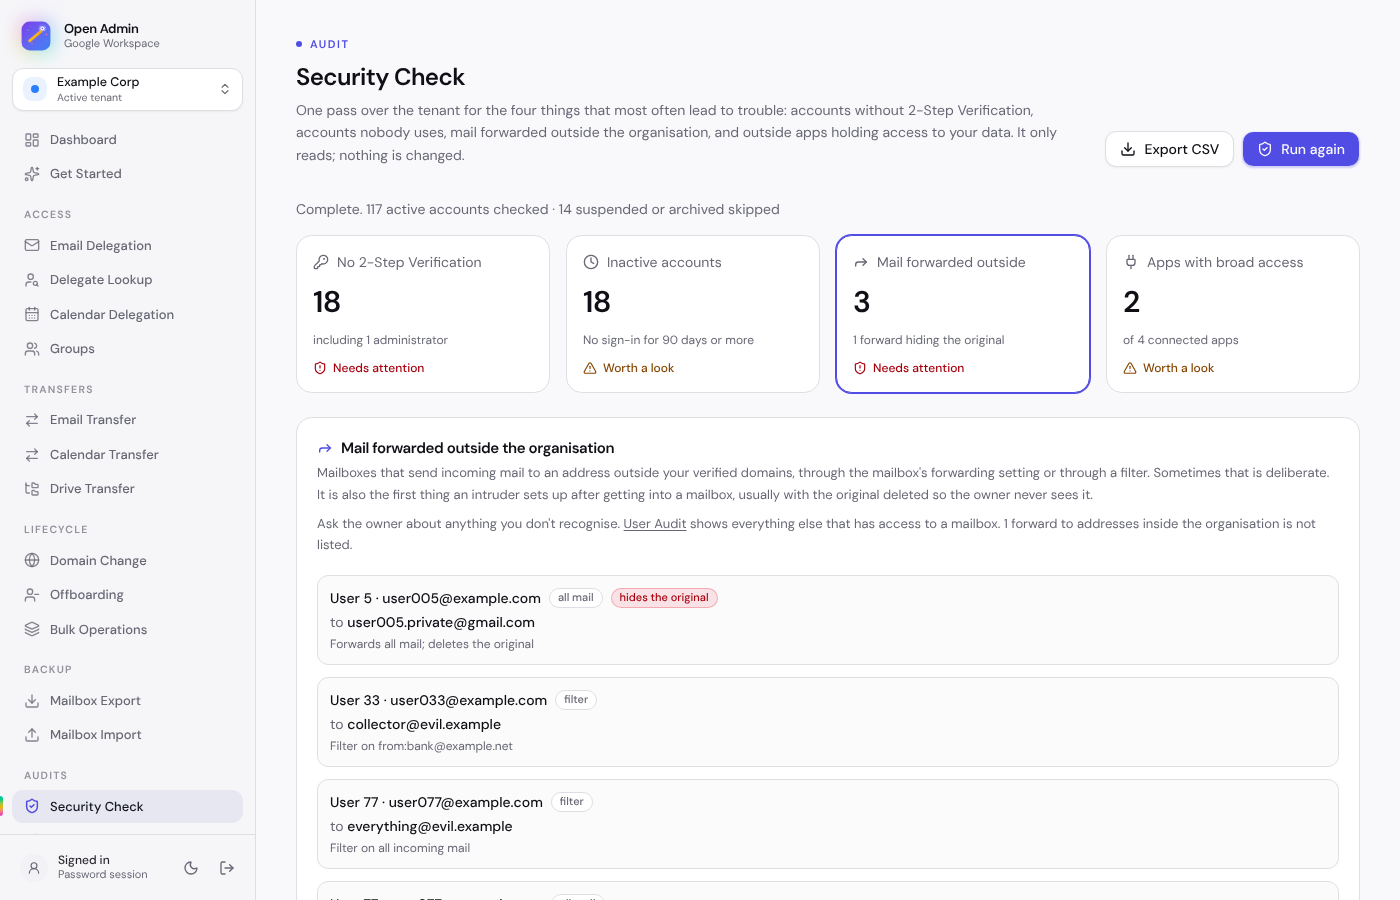 Open Admin
Google Workspace
Example Corp
Active tenant
Dashboard
Get Started
ACCESS
Email Delegation
Delegate Lookup
Calendar Delegation
Groups
TRANSFERS
Email Transfer
Calendar Transfer
Drive Transfer
LIFECYCLE
Domain Change
Offboarding
Bulk Operations
BACKUP
Mailbox Export
Mailbox Import
AUDITS
Security Check
Signed in
Password session
AUDIT
Security Check
One pass over the tenant for the four things that most often lead to trouble: accounts without 2-Step Verification,
accounts nobody uses, mail forwarded outside the organisation, and outside apps holding access to your data. It only
reads; nothing is changed.
Export CSV
Run again
Complete. 117 active accounts checked · 14 suspended or archived skipped
No 2-Step Verification
18
including 1 administrator
Needs attention
Inactive accounts
18
No sign-in for 90 days or more
Worth a look
Mail forwarded outside
3
1 forward hiding the original
Needs attention
Apps with broad access
2
of 4 connected apps
Worth a look
Mail forwarded outside the organisation
Mailboxes that send incoming mail to an address outside your verified domains, through the mailbox's forwarding setting or through a filter. Sometimes that is deliberate.
It is also the first thing an intruder sets up after getting into a mailbox, usually with the original deleted so the owner never sees it.
Ask the owner about anything you don't recognise. User Audit shows everything else that has access to a mailbox. 1 forward to addresses inside the organisation is not
listed.
User 5 · user005@example.com all mail hides the original
to user005.private@gmail.com
Forwards all mail; deletes the original
User 33 · user033@example.com filter
to collector@evil.example
Filter on from:bank@example.net
User 77 · user077@example.com filter
to everything@evil.example
Filter on all incoming mail